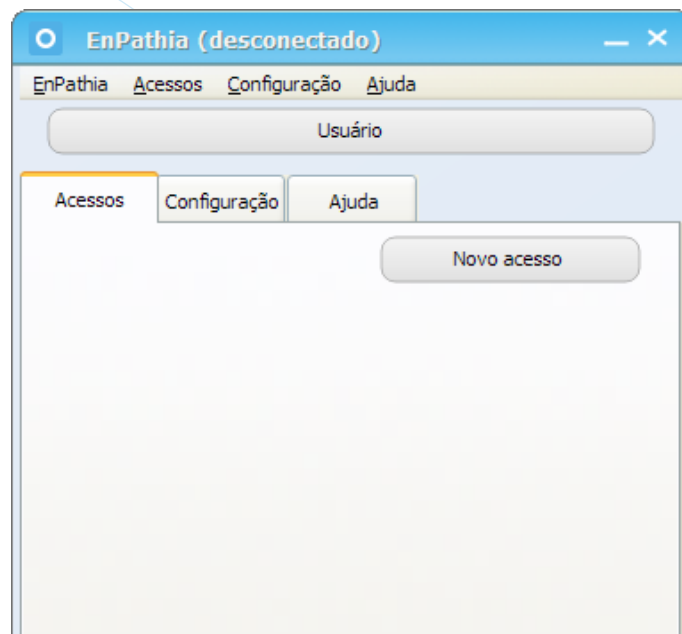 EnPathia (desconectado)
EnPathia Acessos Configuração Ajuda
Usuário
Acessos Configuração Ajuda
Novo acesso